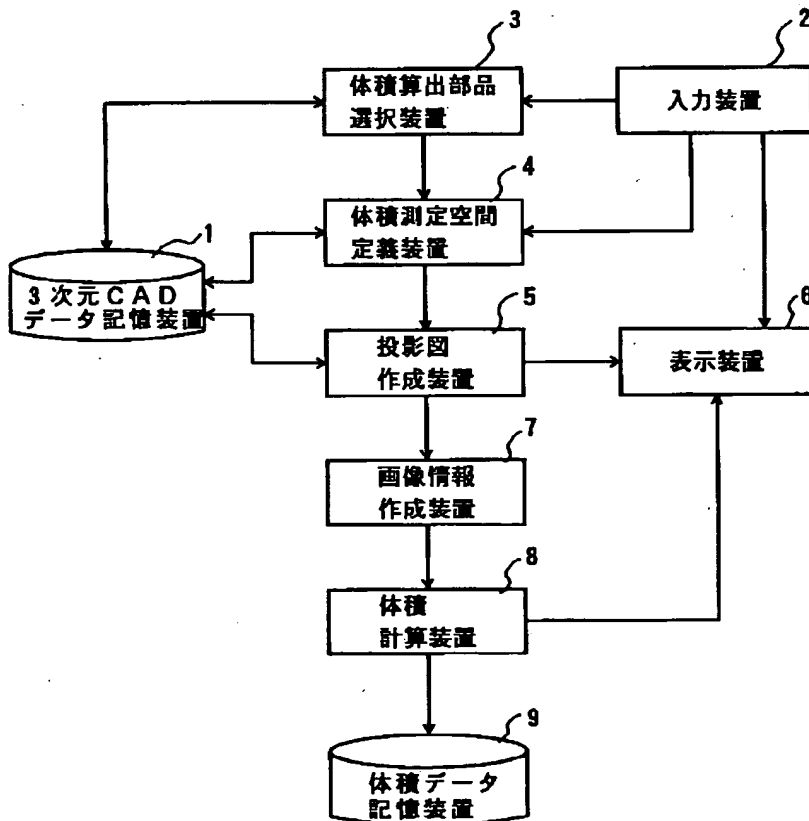 3
2
体積算出部品
選択装置
入力装置
4
体積測定空間
定義装置
1
3次元CAD
データ記憶装置
5
6
投影図
作成装置
表示装置
7
画像情報
作成装置
8
体積
計算装置
9
体積データ
記憶装置